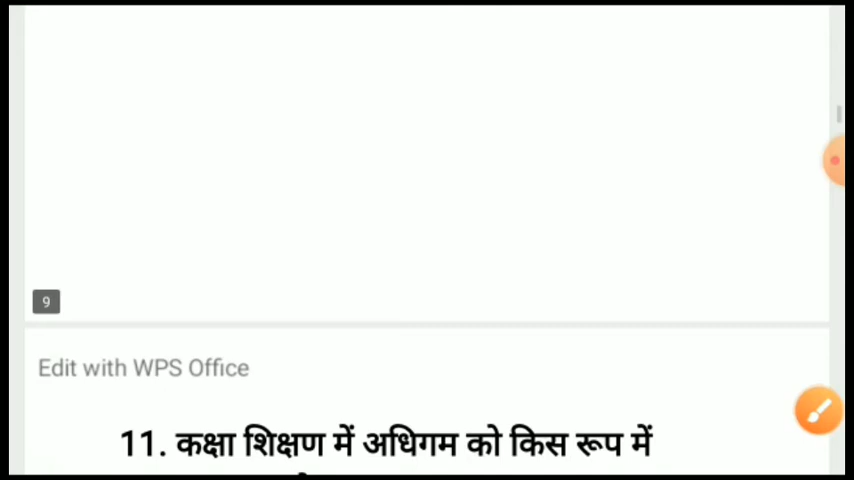 9
Edit with WPS Office
11. कक्षा शिक्षण में अधिगम को किस रूप में